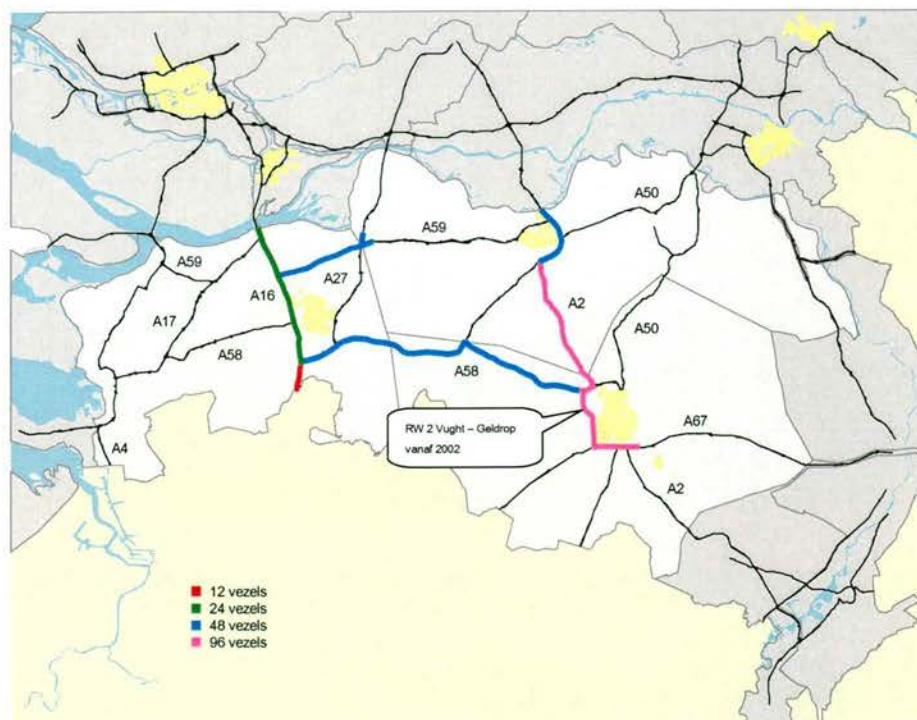 A50
A59
A59
A27
A16
A2
A17
A50
A58
A58
RW 2 Vught – Geldrop
vanaf 2002
A67
A4
A2
12 vezels
24 vezels
48 vezels
96 vezels